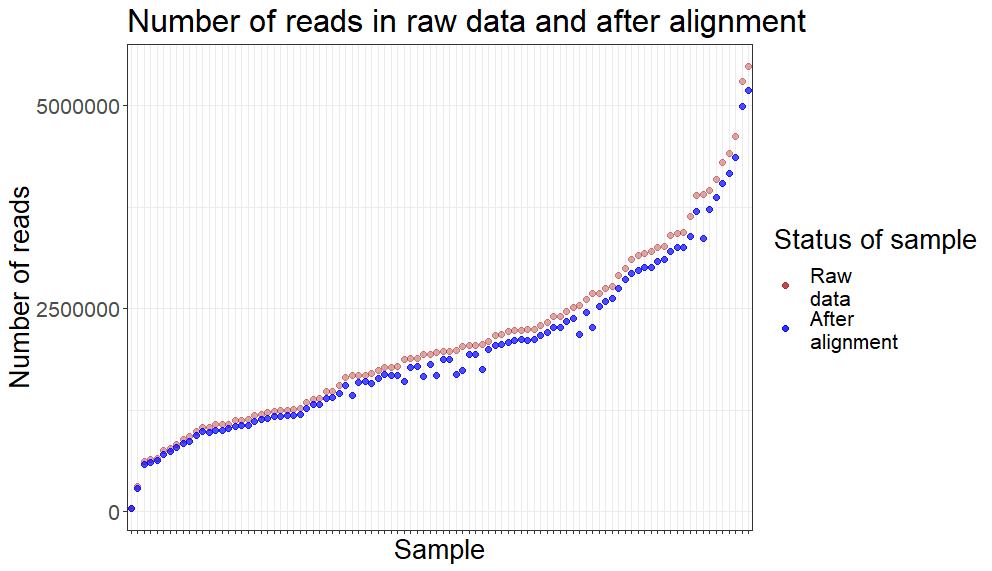 Number of reads in raw data and after alignment
Number of reads
5000000
2500000
0
Sample
Status of sample
Raw
data
After
alignment